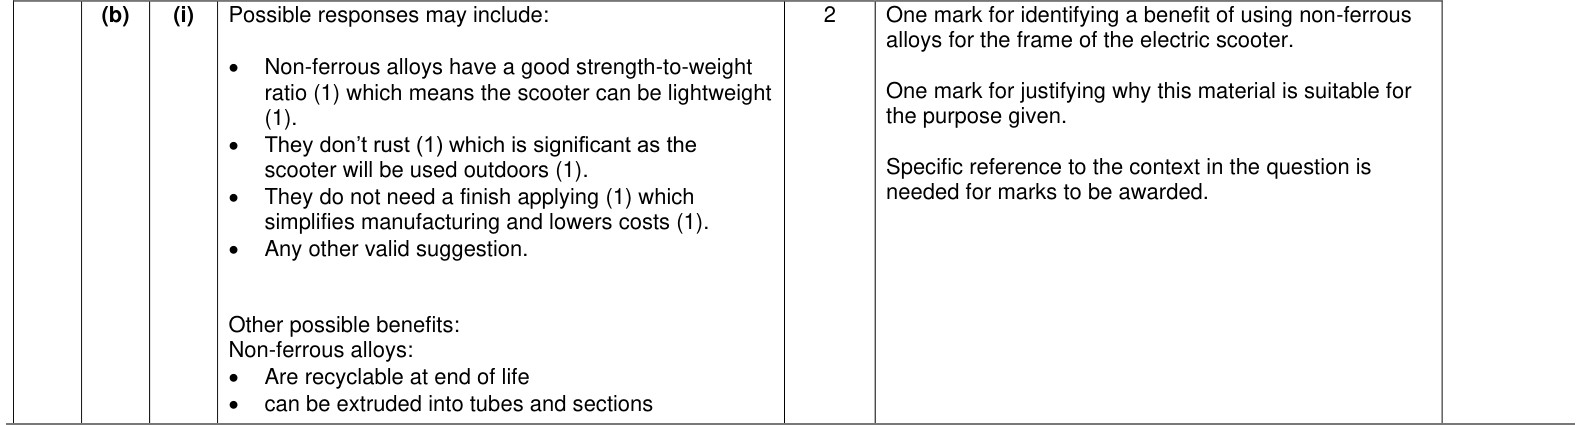 (b) (i) Possible responses may include: 2 One mark for identifying a benefit of using non-ferrous
alloys for the frame of the electric scooter.
• Non-ferrous alloys have a good strength-to-weight
ratio (1) which means the scooter can be lightweight
(1).
One mark for justifying why this material is suitable for
the purpose given.
• They don’t rust (1) which is significant as the
scooter will be used outdoors (1).
Specific reference to the context in the question is
needed for marks to be awarded.
• They do not need a finish applying (1) which
simplifies manufacturing and lowers costs (1).
• Any other valid suggestion.
Other possible benefits:
Non-ferrous alloys:
• Are recyclable at end of life
• can be extruded into tubes and sections